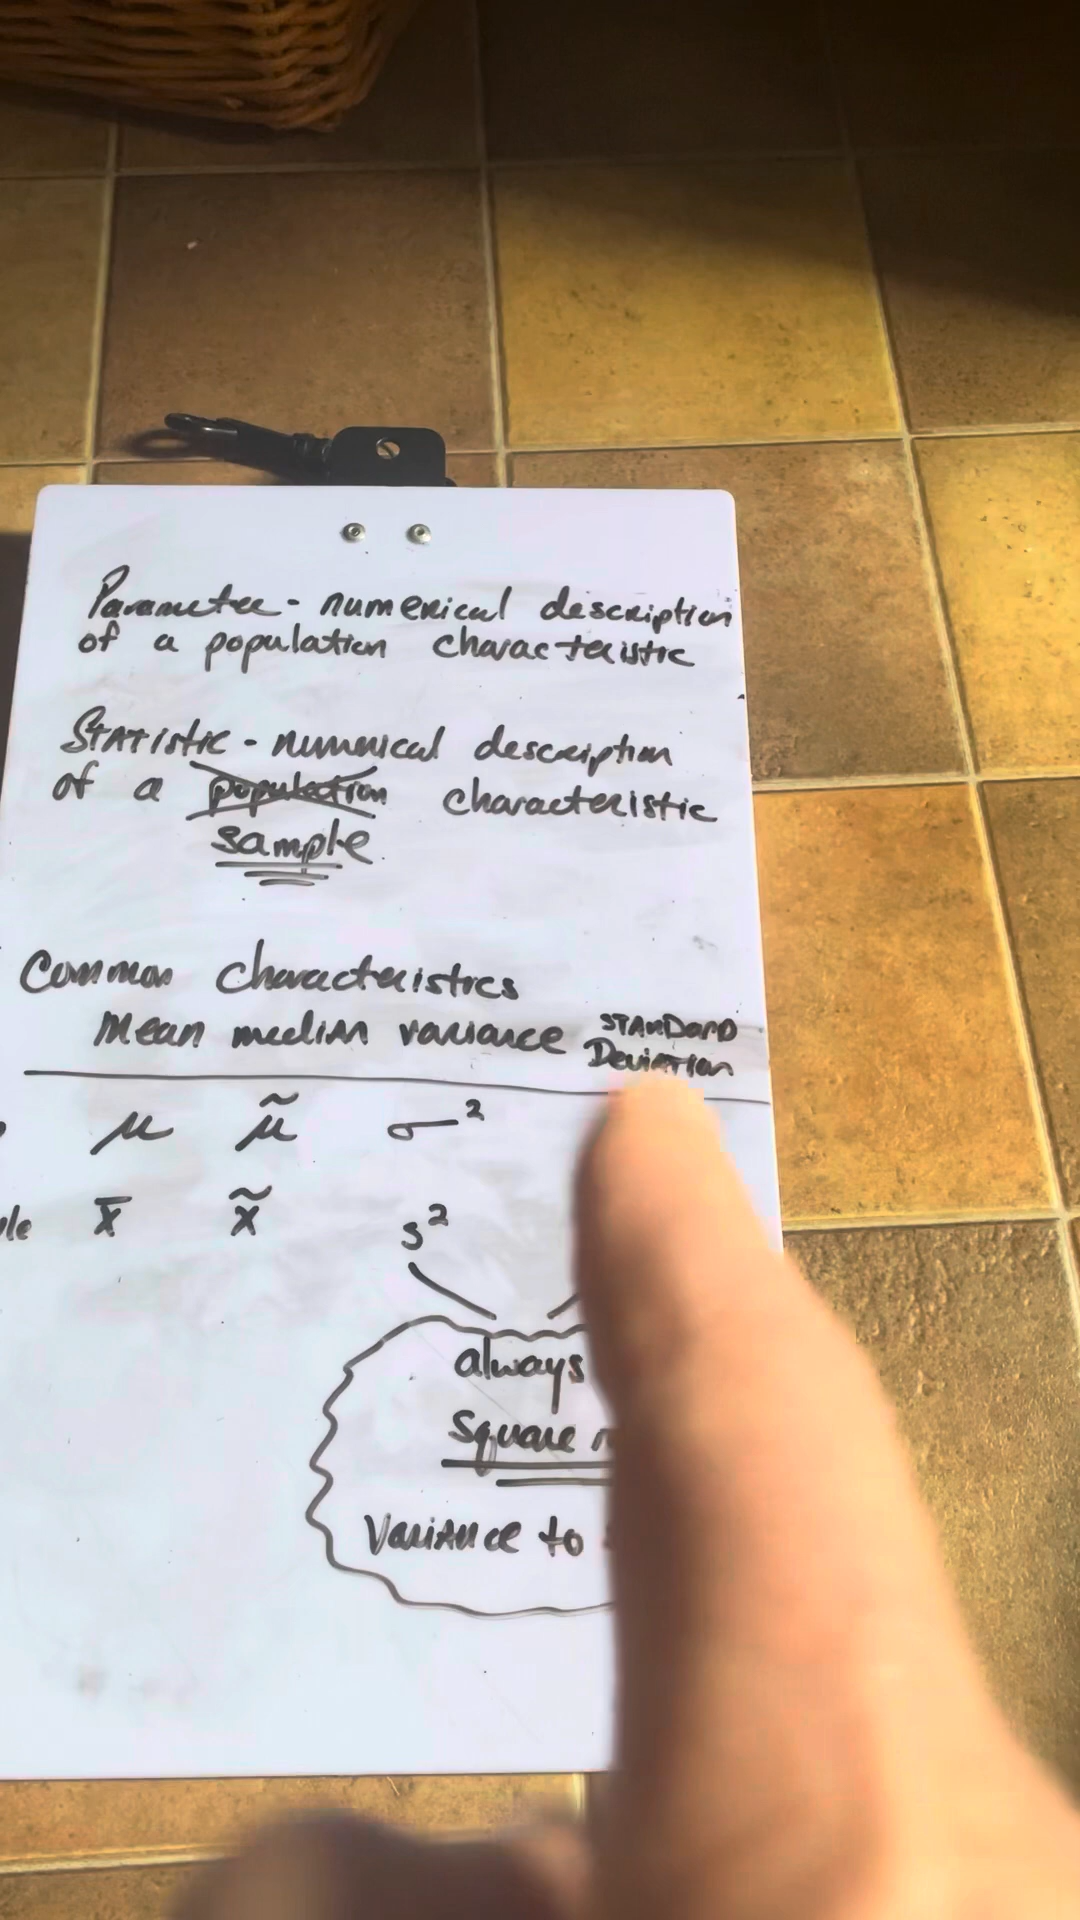 Parameter - numerical description
of a population characteristic
Statistic - numerical description
of a population characteristic
sample
Common Characteristics
Mean median variance STANDARD
Deviation
μ μ̃ σ²
x̄ x̃ s²
always
square
Variance to